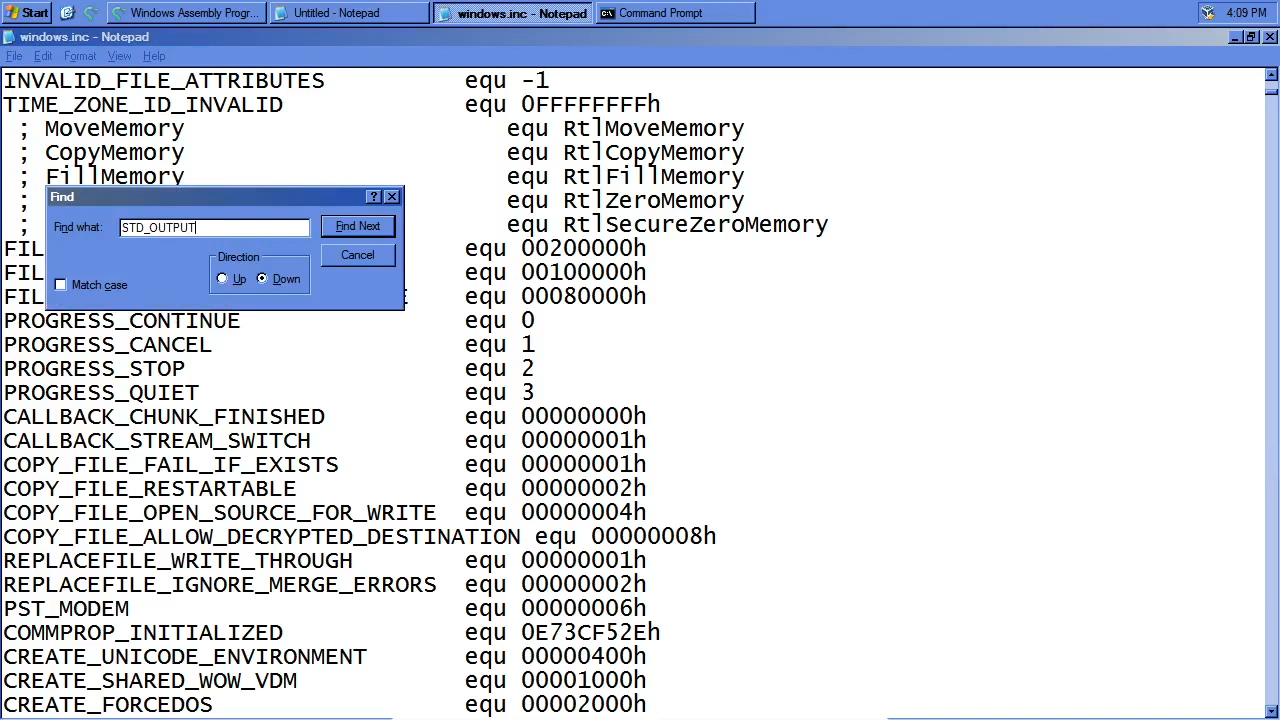 Start Windows Assembly Progr... Untitled - Notepad windows.inc - Notepad Command Prompt 4:09 PM
windows.inc - Notepad
File Edit Format View Help
INVALID_FILE_ATTRIBUTES equ -1
TIME_ZONE_ID_INVALID equ 0FFFFFFFFh
; MoveMemory equ RtlMoveMemory
; CopyMemory equ RtlCopyMemory
; FillMemory equ RtlFillMemory
; equ RtlZeroMemory
; equ RtlSecureZeroMemory
FIL equ 00200000h
FIL equ 00100000h
FIL equ 00080000h
Find
Find what: STD_OUTPUT Find Next
Direction Cancel
Match case Up Down
PROGRESS_CONTINUE equ 0
PROGRESS_CANCEL equ 1
PROGRESS_STOP equ 2
PROGRESS_QUIET equ 3
CALLBACK_CHUNK_FINISHED equ 00000000h
CALLBACK_STREAM_SWITCH equ 00000001h
COPY_FILE_FAIL_IF_EXISTS equ 00000001h
COPY_FILE_RESTARTABLE equ 00000002h
COPY_FILE_OPEN_SOURCE_FOR_WRITE equ 00000004h
COPY_FILE_ALLOW_DECRYPTED_DESTINATION equ 00000008h
REPLACEFILE_WRITE_THROUGH equ 00000001h
REPLACEFILE_IGNORE_MERGE_ERRORS equ 00000002h
PST_MODEM equ 00000006h
COMMPROP_INITIALIZED equ 0E73CF52Eh
CREATE_UNICODE_ENVIRONMENT equ 00000400h
CREATE_SHARED_WOW_VDM equ 00001000h
CREATE_FORCEDOS equ 00002000h